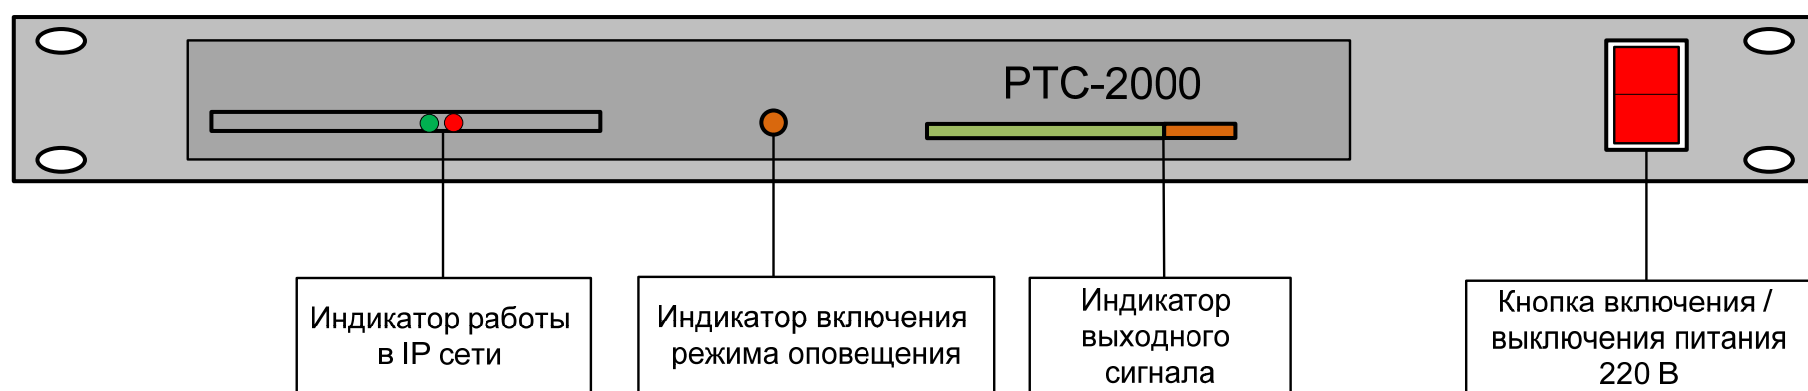 РТС-2000
Индикатор работы
в IP сети
Индикатор включения
режима оповещения
Индикатор
выходного
сигнала
Кнопка включения /
выключения питания
220 В